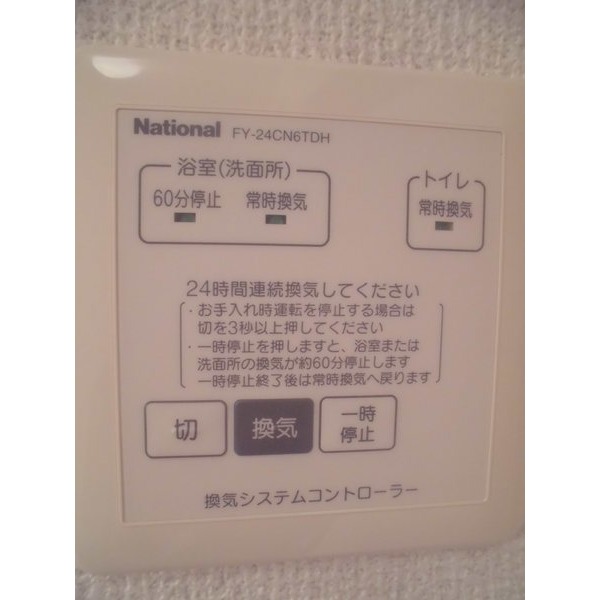 National FY-24CN6TDH
浴室(洗面所)
60分停止 常時換気
トイレ
常時換気
24時間連続換気してください
・お手入れ時運転を停止する場合は
切を3秒以上押してください
・一時停止を押しますと、浴室または
洗面所の換気が約60分停止します
一時停止終了後は常時換気へ戻ります
切
換気
一時
停止
換気システムコントローラー